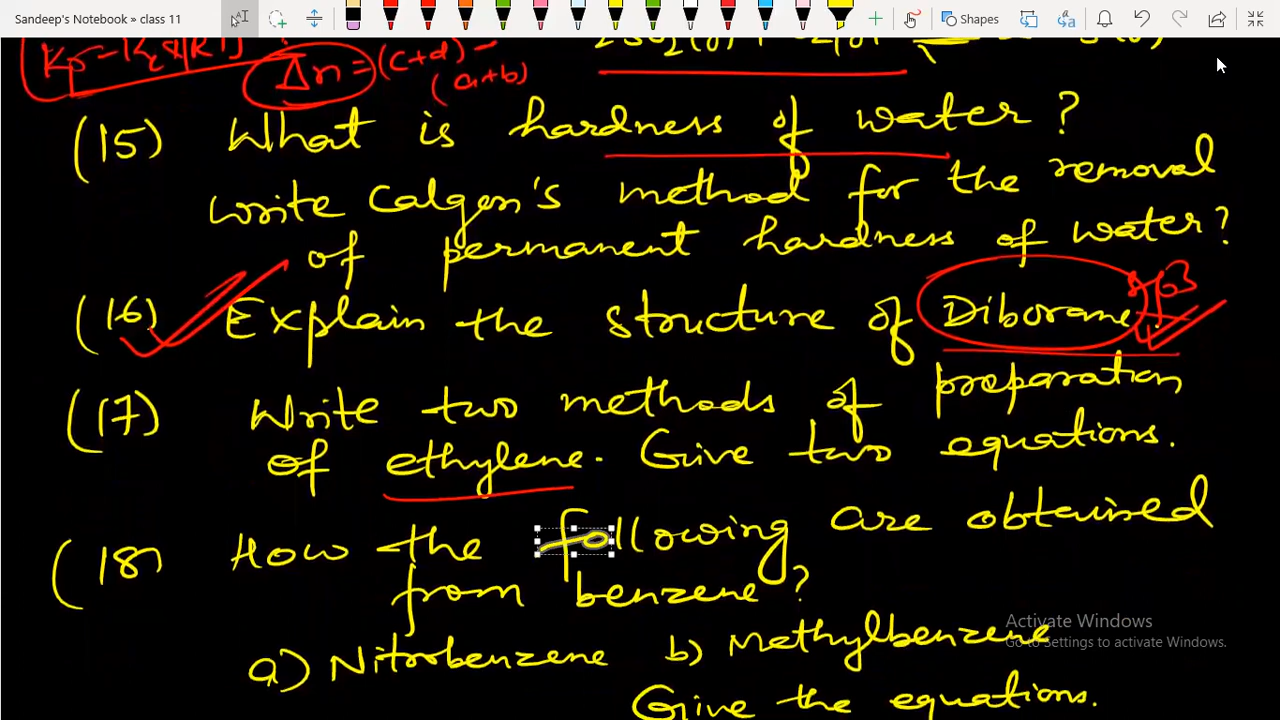 Sandeep's Notebook » class 11
Shapes
Δn = (c+d) -
(a+b)
(15) What is hardness of water?
write Calgon's method for the removal
of permanent hardness of water?
(16) Explain the structure of Diborane.
sp3
(17) Write two methods of preparation
of ethylene. Give two equations.
(18) How the following are obtained
from benzene?
a) Nitrobenzene b) Methylbenzene
Give the equations.
Activate Windows
Go to Settings to activate Windows.